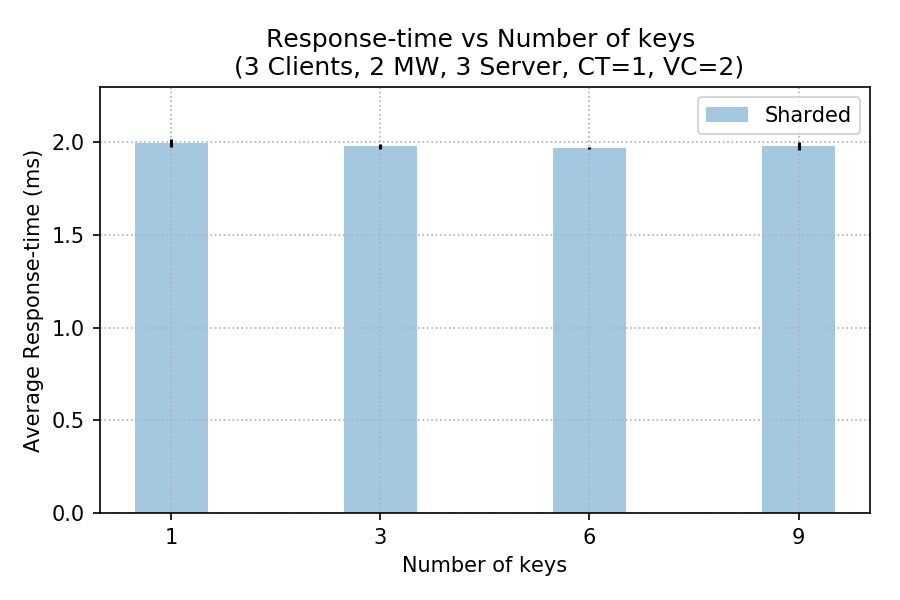 Response-time vs Number of keys
(3 Clients, 2 MW, 3 Server, CT=1, VC=2)
Sharded
Average Response-time (ms)
2.0
1.5
1.0
0.5
0.0
1 3 6 9
Number of keys